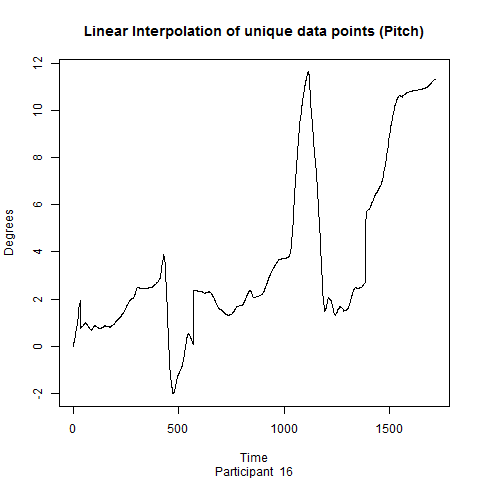 Linear Interpolation of unique data points (Pitch)
12
10
8
6
4
2
0
-2
Degrees
0 500 1000 1500
Time
Participant 16